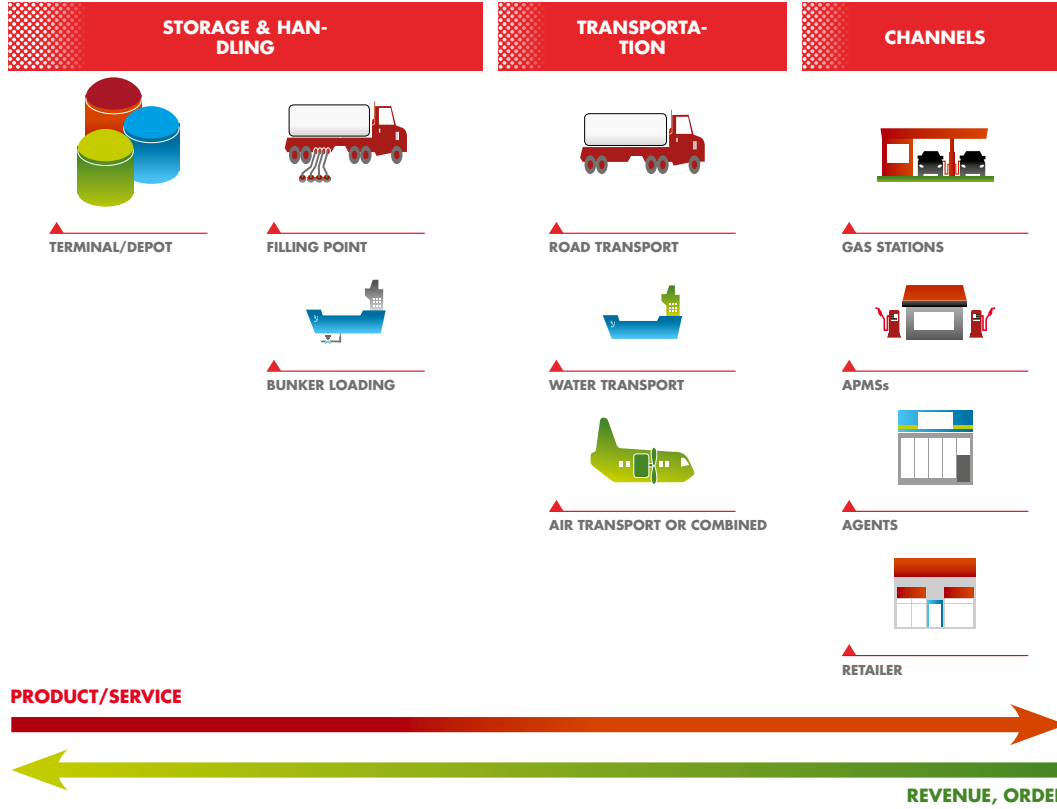 STORAGE & HAN-
DLING
TRANSPORTA-
TION
CHANNELS
TERMINAL/DEPOT
FILLING POINT
ROAD TRANSPORT
GAS STATIONS
BUNKER LOADING
WATER TRANSPORT
APMSs
AIR TRANSPORT OR COMBINED
AGENTS
RETAILER
PRODUCT/SERVICE
REVENUE, ORDER